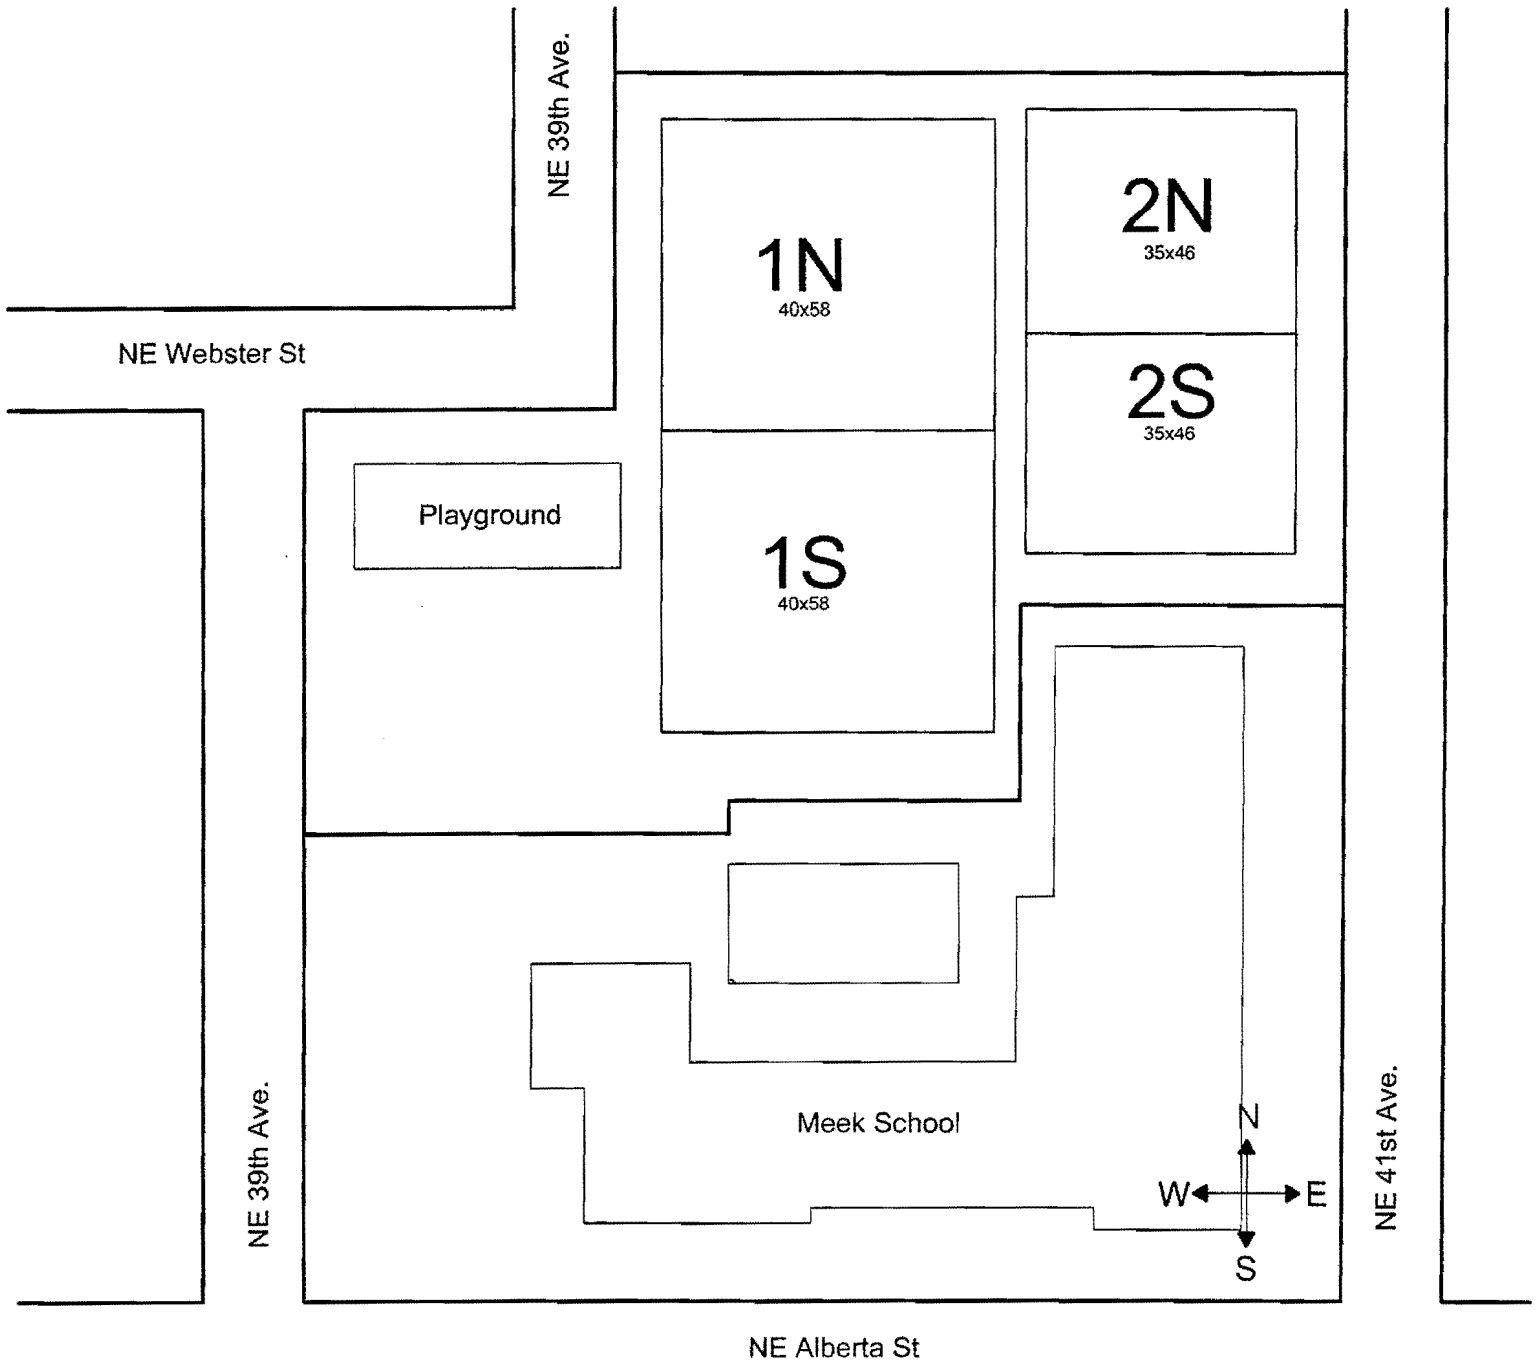 NE 39th Ave.
2N
35x46
1N
40x58
NE Webster St
2S
35x46
Playground
1S
40x58
NE 39th Ave.
Meek School
NE 41st Ave.
N
W
E
S
NE Alberta St